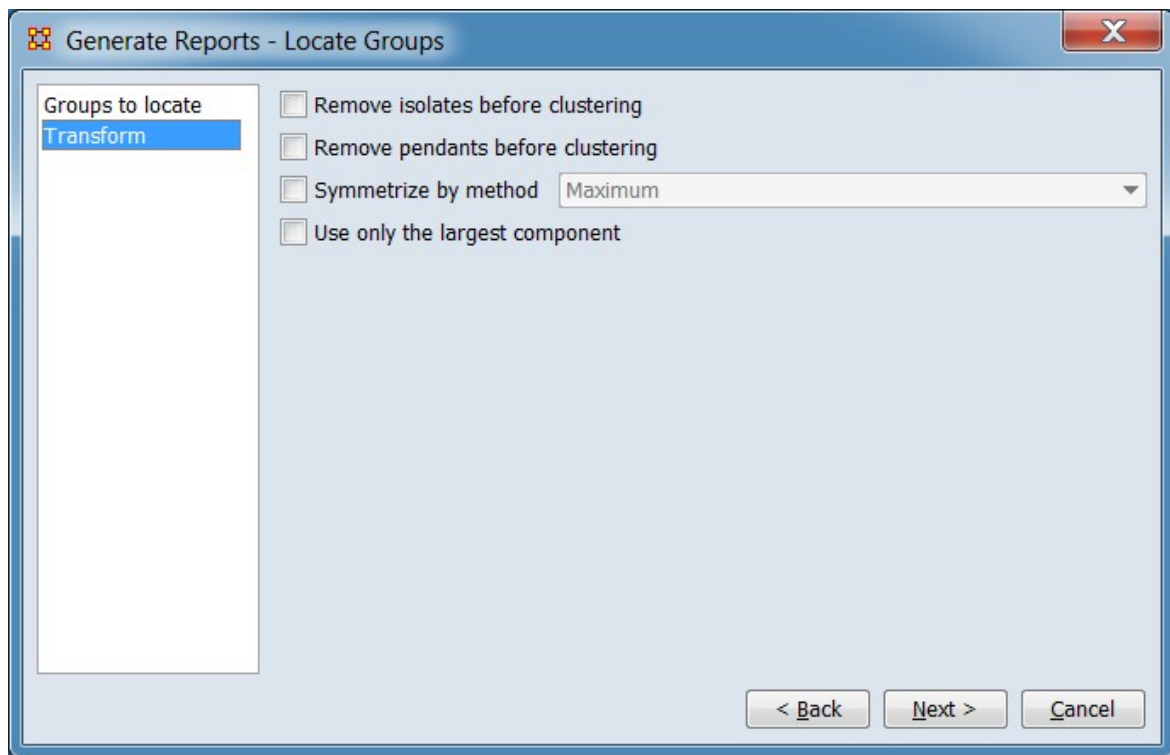 Generate Reports - Locate Groups
X
Groups to locate
Transform
Remove isolates before clustering
Remove pendants before clustering
Symmetrize by method Maximum
Use only the largest component
< Back Next > Cancel